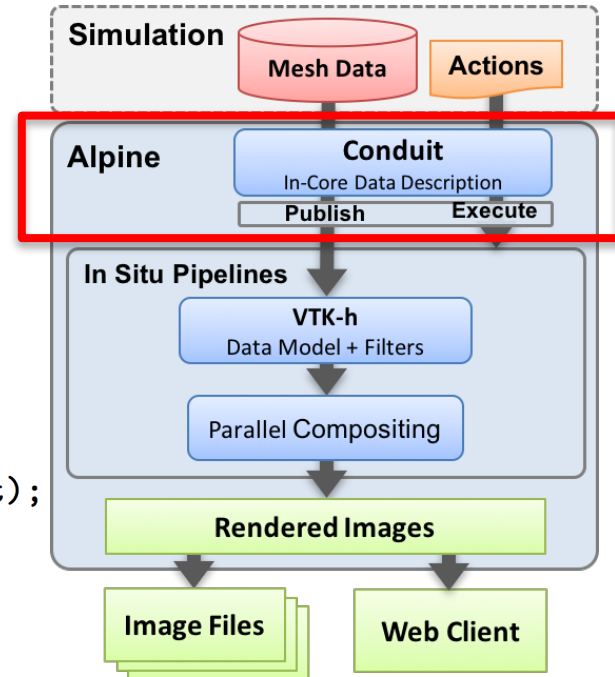 Simulation
Mesh Data
Actions
Alpine
Conduit
In-Core Data Description
Publish
Execute
In Situ Pipelines
VTK-h
Data Model + Filters
Parallel Compositing
);
Rendered Images
Image Files
Web Client